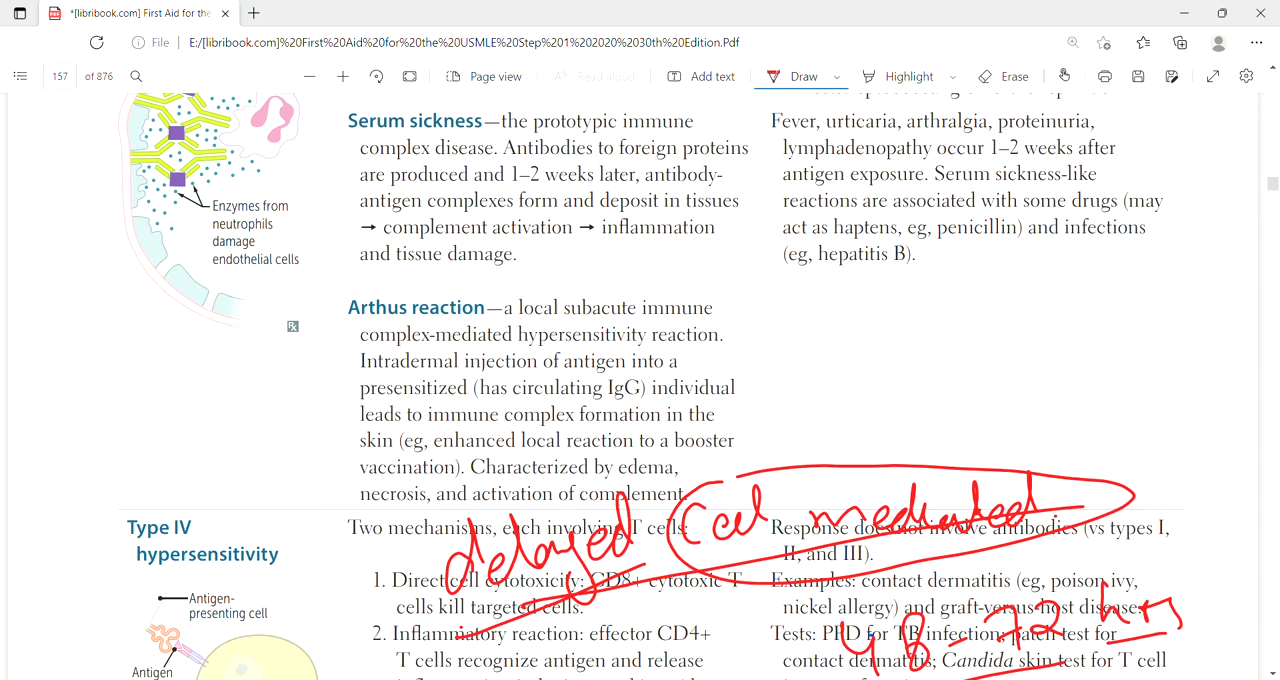 *[libribook.com] First Aid for the
File
E:/[libribook.com]%20First%20Aid%20for%20the%20USMLE%20Step%201%202020%2030th%20Edition.Pdf
157 of 876
Page view
Read aloud
Add text
Draw
Highlight
Erase
Enzymes from
neutrophils
damage
endothelial cells
Serum sickness—the prototypic immune
complex disease. Antibodies to foreign proteins
are produced and 1–2 weeks later, antibody-
antigen complexes form and deposit in tissues
→ complement activation → inflammation
and tissue damage.
Fever, urticaria, arthralgia, proteinuria,
lymphadenopathy occur 1–2 weeks after
antigen exposure. Serum sickness-like
reactions are associated with some drugs (may
act as haptens, eg, penicillin) and infections
(eg, hepatitis B).
Arthus reaction—a local subacute immune
complex-mediated hypersensitivity reaction.
Intradermal injection of antigen into a
presensitized (has circulating IgG) individual
leads to immune complex formation in the
skin (eg, enhanced local reaction to a booster
vaccination). Characterized by edema,
necrosis, and activation of complement.
Rx
delayed cel mediated
48-72 hrs
Type IV
hypersensitivity
Antigen-
presenting cell
Antigen
Two mechanisms, each involving T cells:
1. Direct cell cytotoxicity: CD8+ cytotoxic T
cells kill targeted cells.
2. Inflammatory reaction: effector CD4+
T cells recognize antigen and release
Response does not involve antibodies (vs types I,
II, and III).
Examples: contact dermatitis (eg, poison ivy,
nickel allergy) and graft-versus-host disease.
Tests: PPD for TB infection; patch test for
contact dermatitis; Candida skin test for T cell